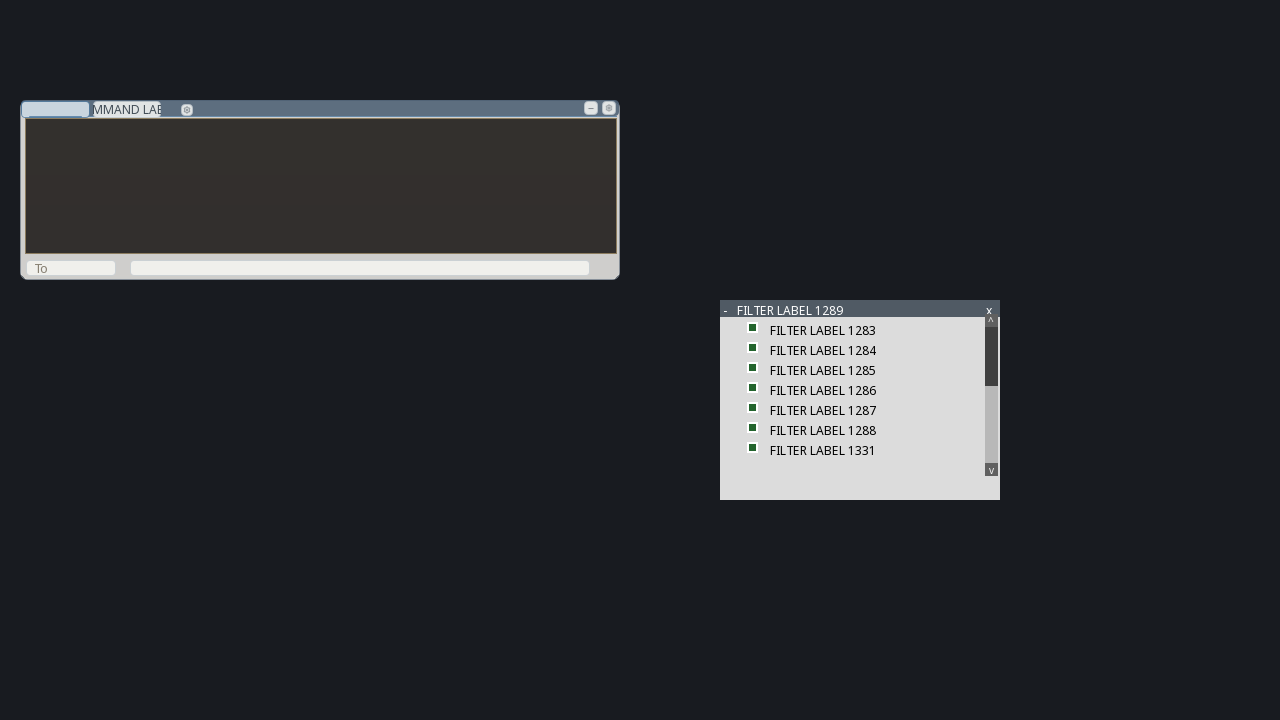 MMAND LAB
To
- FILTER LABEL 1289 x
FILTER LABEL 1283
FILTER LABEL 1284
FILTER LABEL 1285
FILTER LABEL 1286
FILTER LABEL 1287
FILTER LABEL 1288
FILTER LABEL 1331